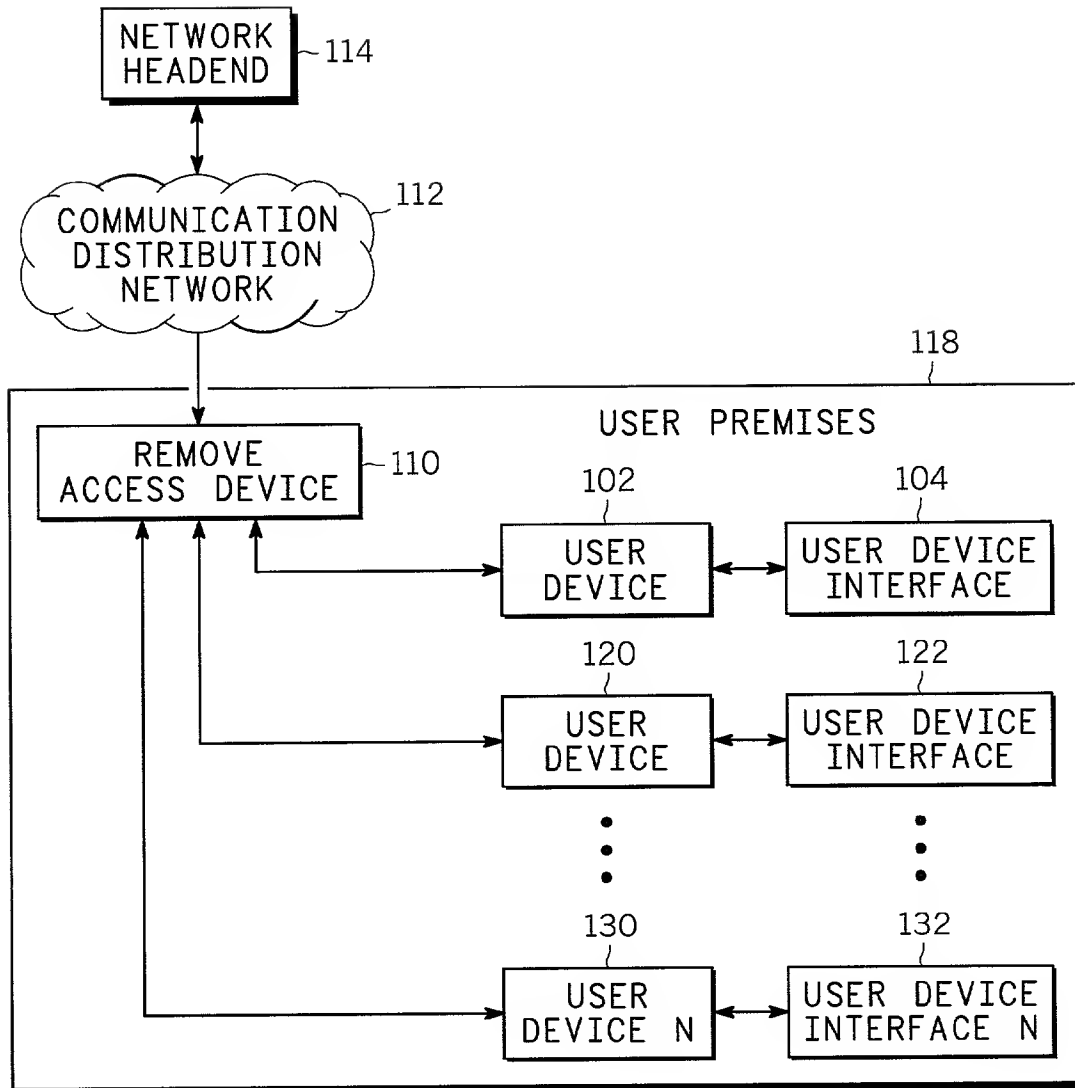 NETWORK
HEADEND
114
112
COMMUNICATION
DISTRIBUTION
NETWORK
118
USER PREMISES
REMOVE
ACCESS DEVICE
110
102
104
USER
DEVICE
USER DEVICE
INTERFACE
120
122
USER
DEVICE
USER DEVICE
INTERFACE
130
132
USER
DEVICE N
USER DEVICE
INTERFACE N